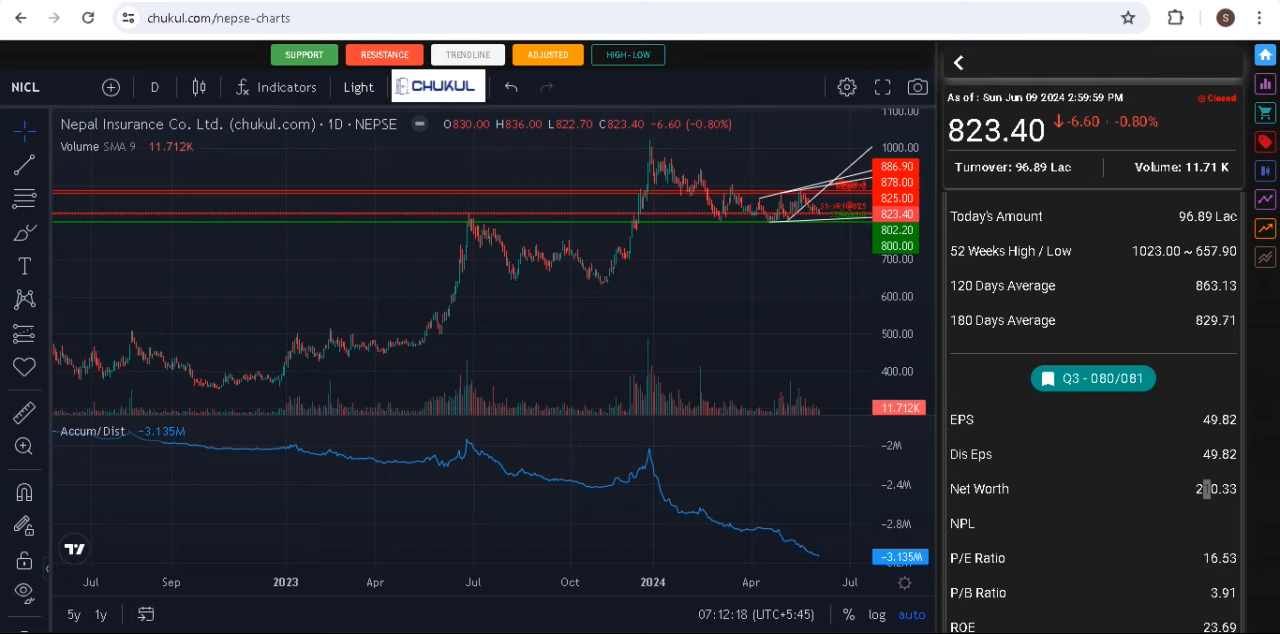 chukul.com/nepse-charts
S
SUPPORT RESISTANCE TRENDLINE ADJUSTED HIGH-LOW
NICL D Indicators Light CHUKUL
Nepal Insurance Co. Ltd. (chukul.com) · 1D · NEPSE O830.00 H836.00 L822.70 C823.40 -6.60 (-0.80%)
Volume SMA 9 11.712K
1100.00
1000.00
886.90
878.00
825.00
823.40
802.20
800.00
700.00
600.00
500.00
400.00
11.712K
Accum/Dist -3.135M
-2M
-2.4M
-2.8M
-3.135M
Jul Sep 2023 Apr Jul Oct 2024 Apr Jul
5y 1y 07:12:18 (UTC+5:45) % log auto
As of : Sun Jun 09 2024 2:59:59 PM Closed
823.40 -6.60 · -0.80%
Turnover: 96.89 Lac Volume: 11.71 K
Today's Amount 96.89 Lac
52 Weeks High / Low 1023.00 ~ 657.90
120 Days Average 863.13
180 Days Average 829.71
Q3 - 080/081
EPS 49.82
Dis Eps 49.82
Net Worth 210.33
NPL
P/E Ratio 16.53
P/B Ratio 3.91
ROE 23.69